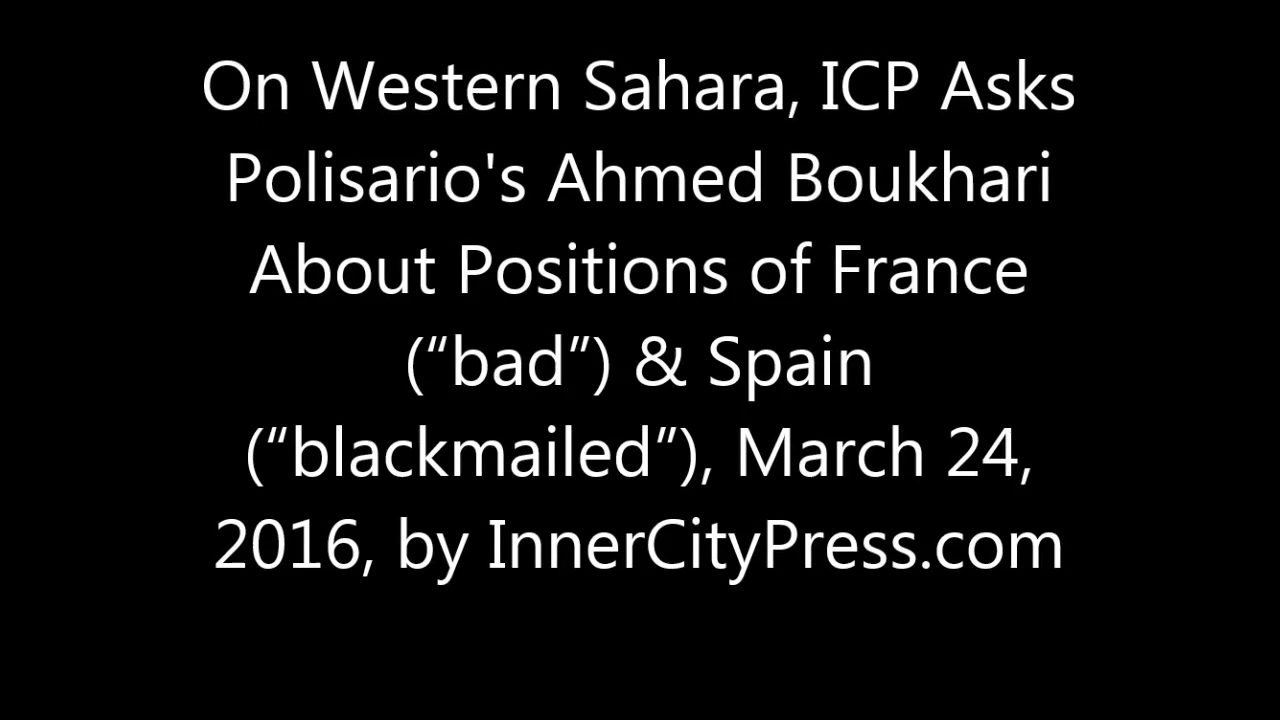 On Western Sahara, ICP Asks
Polisario's Ahmed Boukhari
About Positions of France
(“bad”) & Spain
(“blackmailed”), March 24,
2016, by InnerCityPress.com